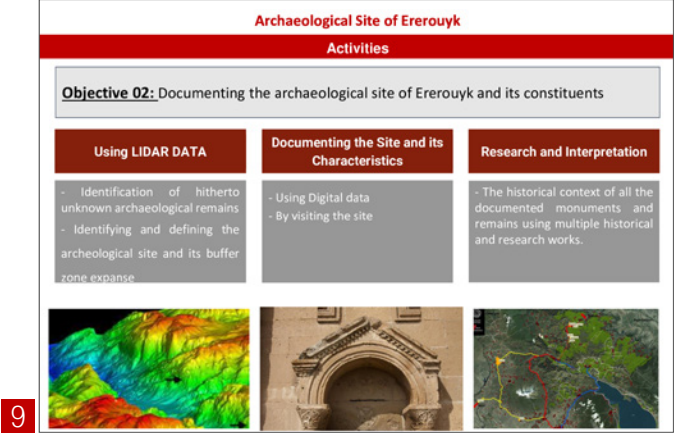 Archaeological Site of Ererouyk
Activities
Objective 02: Documenting the archaeological site of Ererouyk and its constituents
Using LIDAR DATA
- Identification of hitherto
unknown archaeological remains
- Identifying and defining the
archeological site and its buffer
zone expanse
Documenting the Site and its
Characteristics
- Using Digital data
- By visiting the site
Research and Interpretation
- The historical context of all the
documented monuments and
remains using multiple historical
and research works.
9